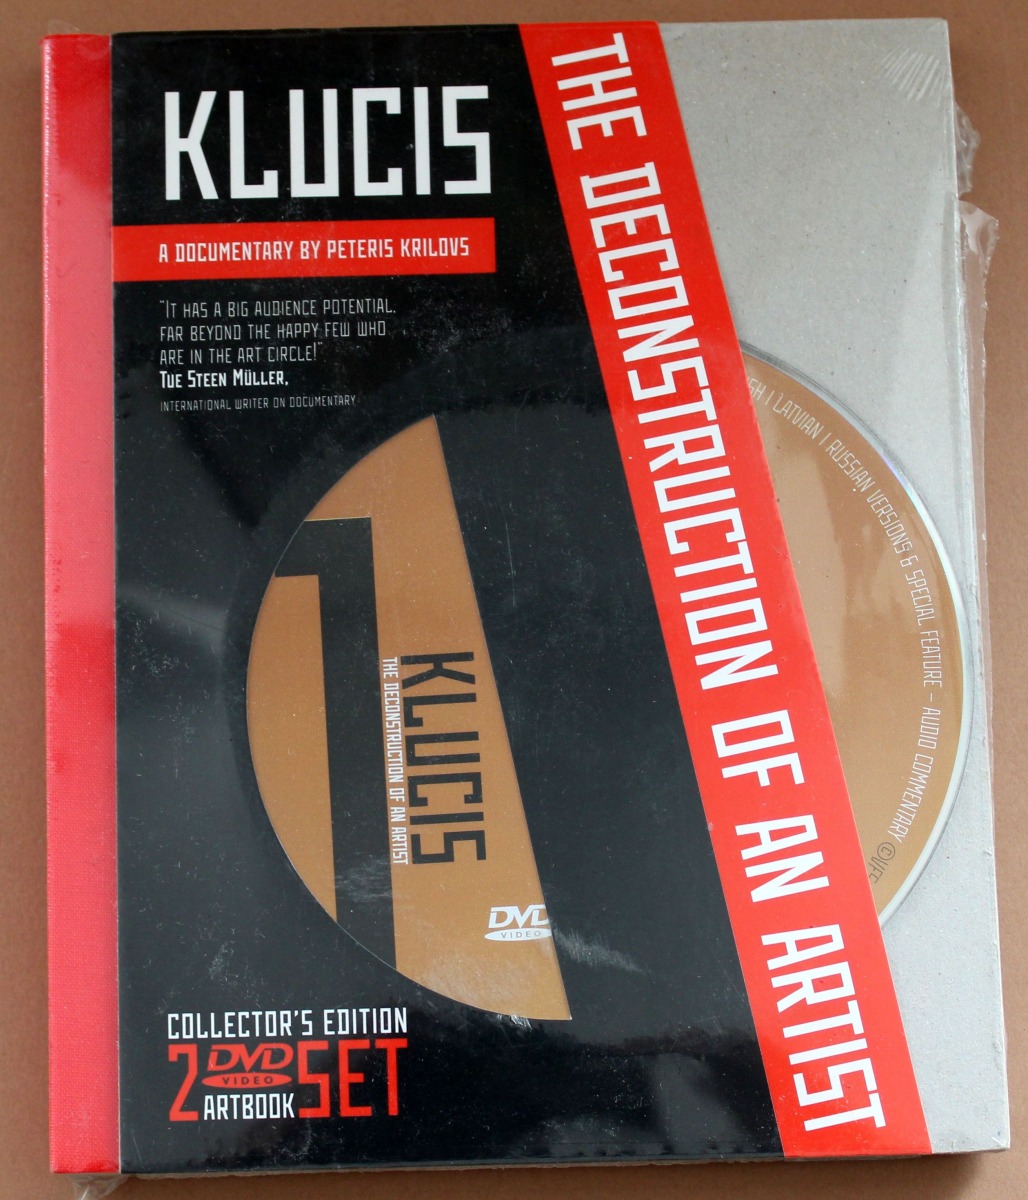 KLUCIS
A DOCUMENTARY BY PETERIS KRILOVS
"IT HAS A BIG AUDIENCE POTENTIAL,
FAR BEYOND THE HAPPY FEW WHO
ARE IN THE ART CIRCLE!"
TUE STEEN MÜLLER,
INTERNATIONAL WRITER ON DOCUMENTARY
THE DECONSTRUCTION OF AN ARTIST
LATVIAN | RUSSIAN VERSIONS & SPECIAL FEATURE - AUDIO COMMENTARY ©VFS
1
KLUCIS
THE DECONSTRUCTION OF AN ARTIST
DVD
VIDEO
COLLECTOR'S EDITION
2 DVD VIDEO ARTBOOK SET